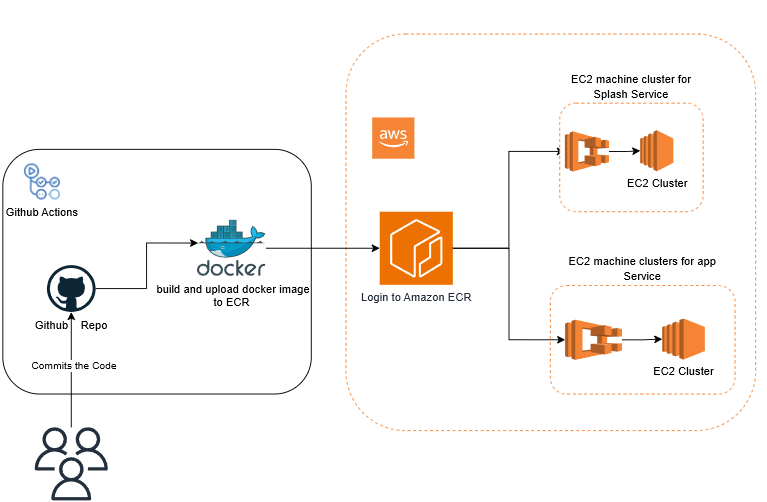 EC2 machine cluster for
Splash Service
aws
EC2 Cluster
Github Actions
docker
build and upload docker image
to ECR
Login to Amazon ECR
EC2 machine clusters for app
Service
Github Repo
Commits the Code
EC2 Cluster